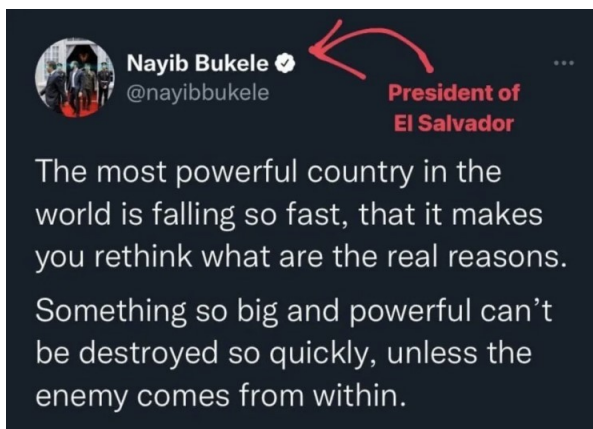 Nayib Bukele
@nayibbukele
President of
El Salvador
The most powerful country in the
world is falling so fast, that it makes
you rethink what are the real reasons.
Something so big and powerful can’t
be destroyed so quickly, unless the
enemy comes from within.